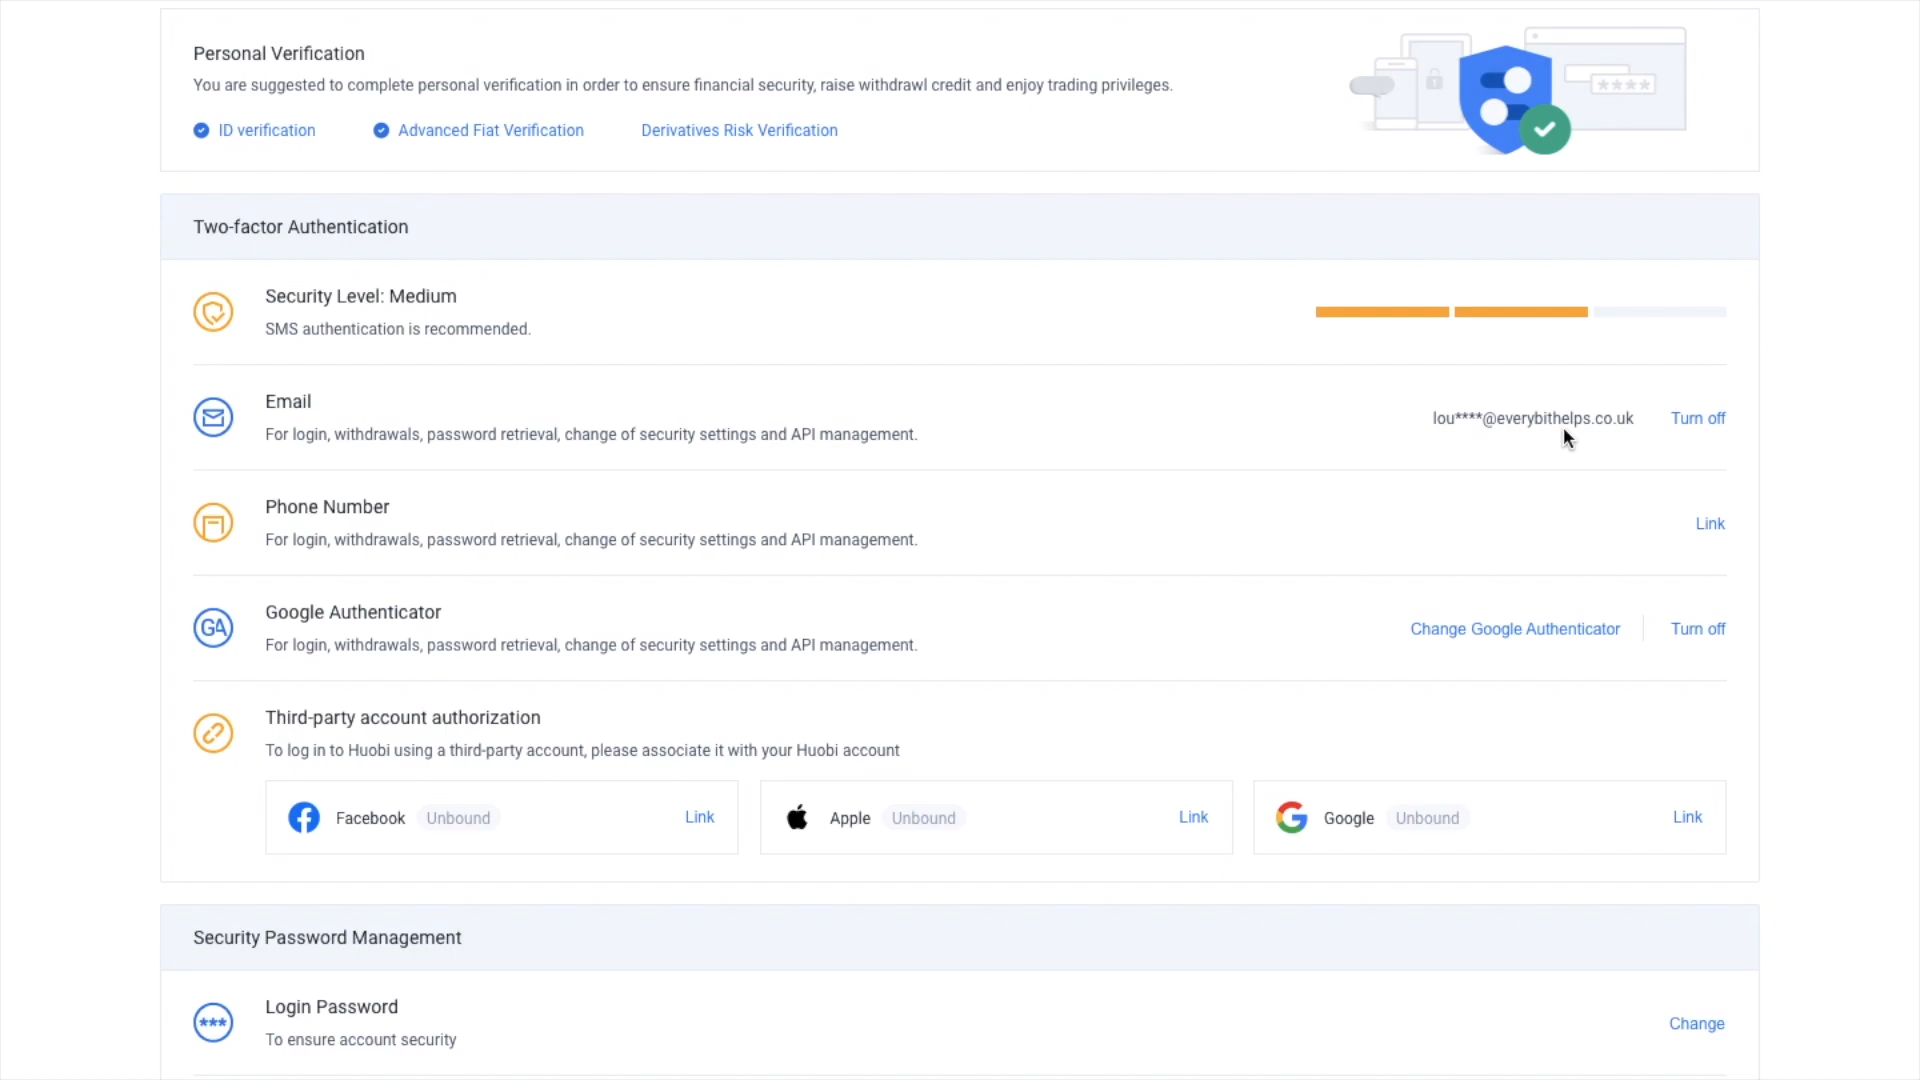 Personal Verification
You are suggested to complete personal verification in order to ensure financial security, raise withdrawl credit and enjoy trading privileges.
ID verification
Advanced Fiat Verification
Derivatives Risk Verification
****
Two-factor Authentication
Security Level: Medium
SMS authentication is recommended.
Email
For login, withdrawals, password retrieval, change of security settings and API management.
lou****@everybithelps.co.uk
Turn off
Phone Number
For login, withdrawals, password retrieval, change of security settings and API management.
Link
GA
Google Authenticator
For login, withdrawals, password retrieval, change of security settings and API management.
Change Google Authenticator
Turn off
Third-party account authorization
To log in to Huobi using a third-party account, please associate it with your Huobi account
Facebook Unbound Link
Apple Unbound Link
Google Unbound Link
Security Password Management
***
Login Password
To ensure account security
Change